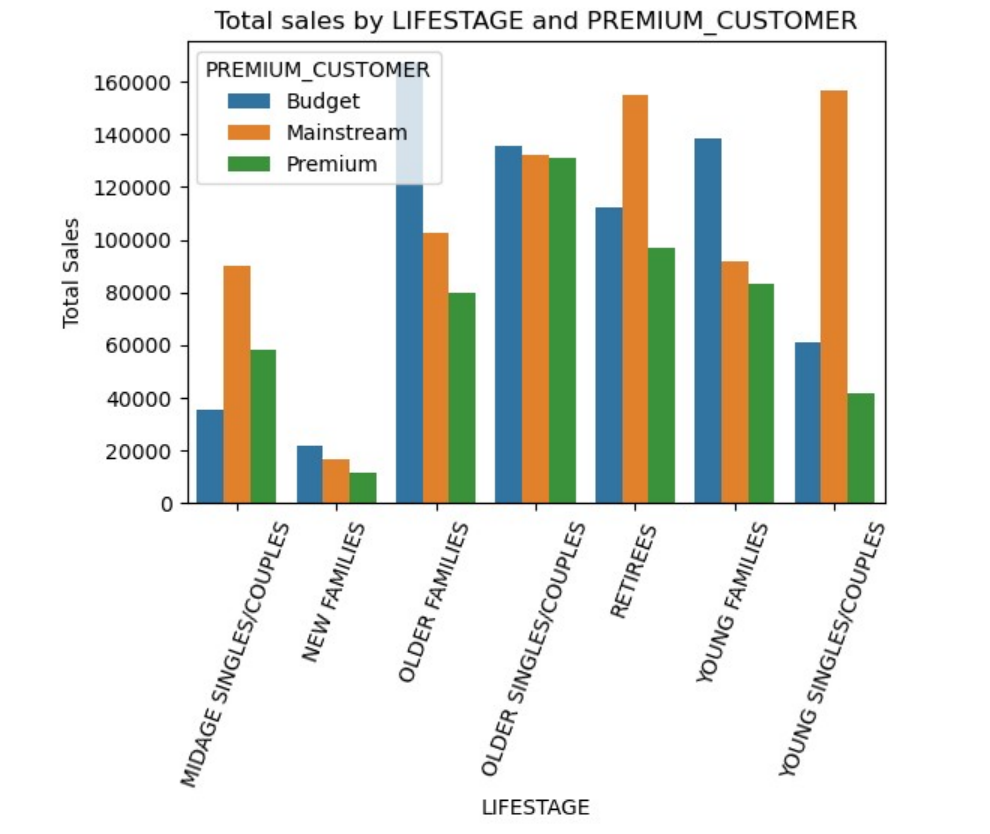 Total sales by LIFESTAGE and PREMIUM_CUSTOMER
PREMIUM_CUSTOMER
Budget
Mainstream
Premium
Total Sales
160000
140000
120000
100000
80000
60000
40000
20000
0
MIDAGE SINGLES/COUPLES
NEW FAMILIES
OLDER FAMILIES
OLDER SINGLES/COUPLES
RETIREES
YOUNG FAMILIES
YOUNG SINGLES/COUPLES
LIFESTAGE